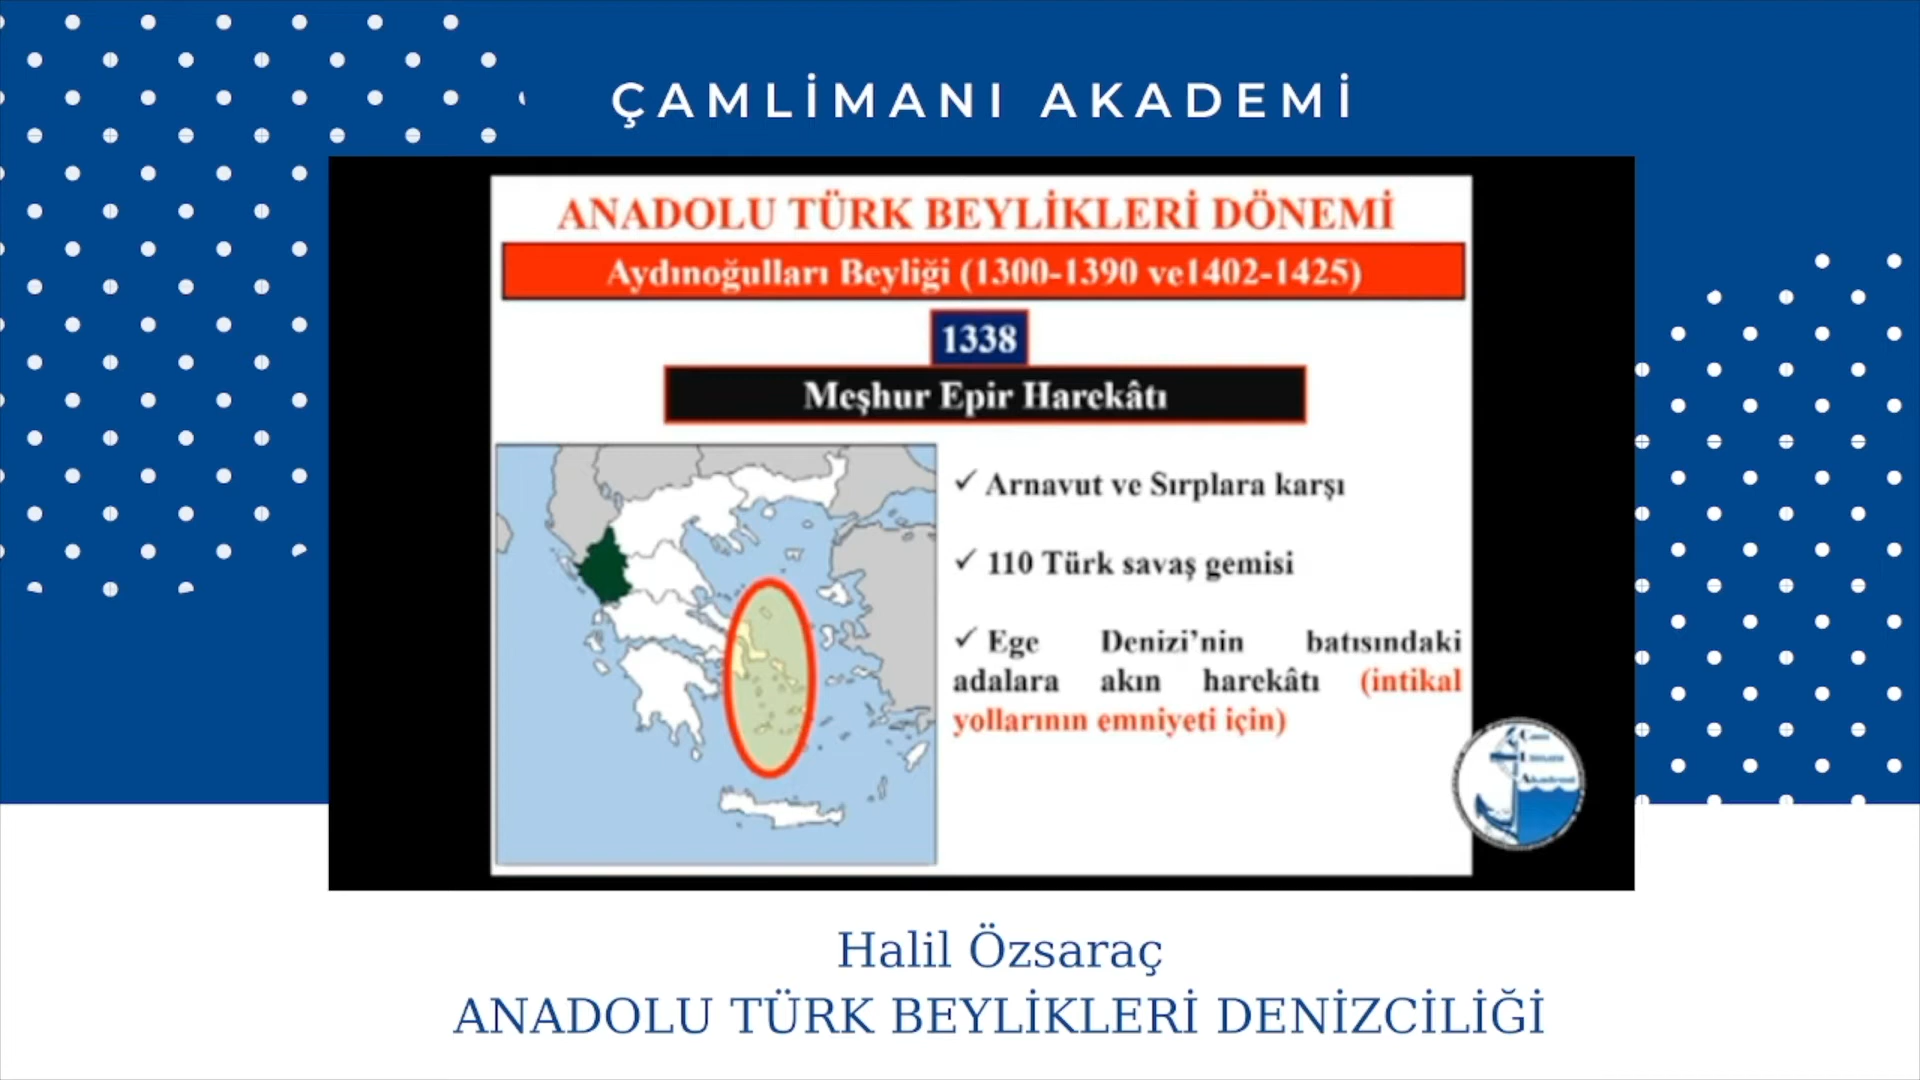 ÇAMLİMANI AKADEMİ
ANADOLU TÜRK BEYLİKLERİ DÖNEMİ
Aydınoğulları Beyliği (1300-1390 ve1402-1425)
1338
Meşhur Epir Harekâtı
✓ Arnavut ve Sırplara karşı
✓ 110 Türk savaş gemisi
✓ Ege Denizi’nin batısındaki
adalara akın harekâtı (intikal
yollarının emniyeti için)
Akademi
Halil Özsaraç
ANADOLU TÜRK BEYLİKLERİ DENİZCİLİĞİ